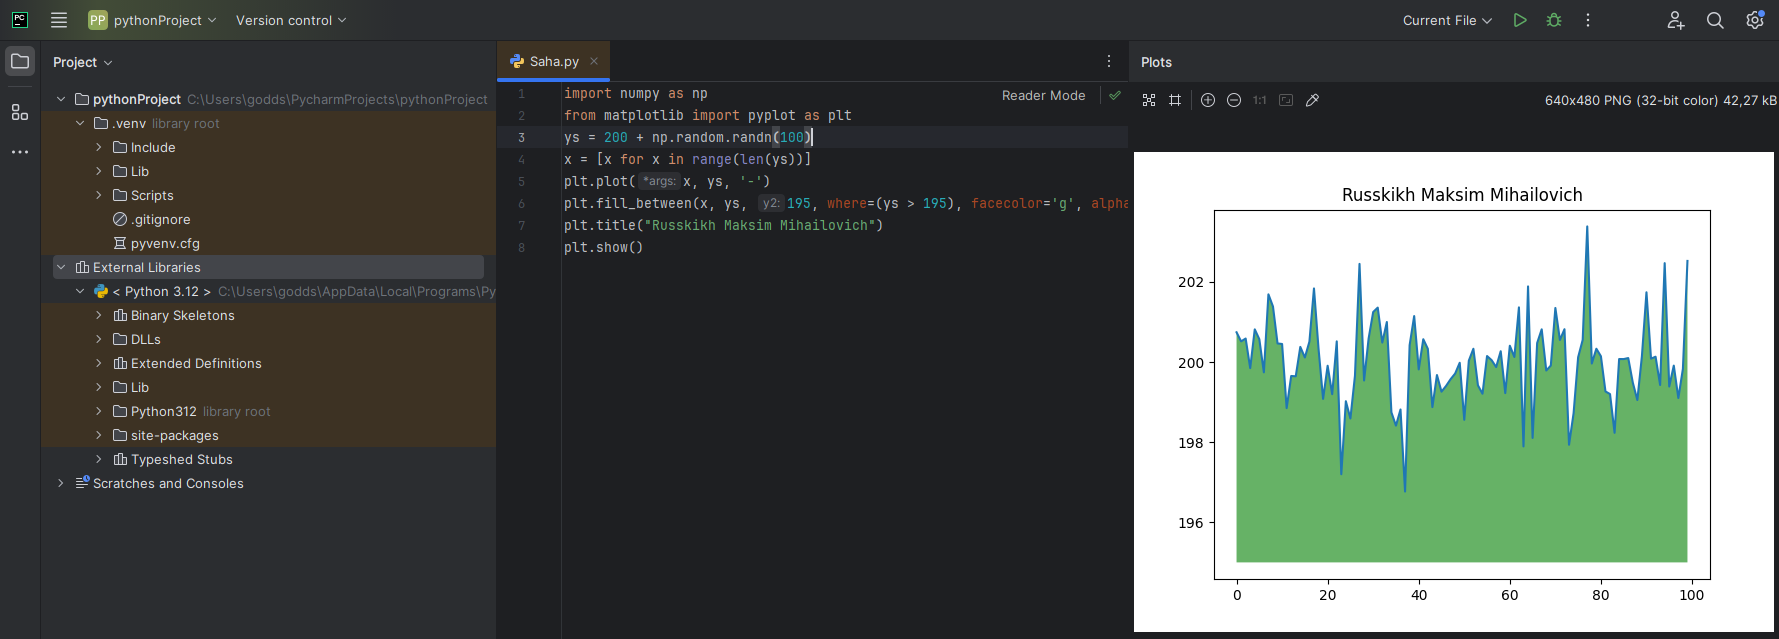 PC PP pythonProject Version control Current File
Project
Saha.py
Plots
pythonProject C:\Users\godds\PycharmProjects\pythonProject
.venv library root
Include
Lib
Scripts
.gitignore
pyvenv.cfg
External Libraries
< Python 3.12 > C:\Users\godds\AppData\Local\Programs\Py
Binary Skeletons
DLLs
Extended Definitions
Lib
Python312 library root
site-packages
Typeshed Stubs
Scratches and Consoles
Reader Mode
1 import numpy as np
2 from matplotlib import pyplot as plt
3 ys = 200 + np.random.randn(100)
4 x = [x for x in range(len(ys))]
5 plt.plot( *args: x, ys, '-')
6 plt.fill_between(x, ys, y2: 195, where=(ys > 195), facecolor='g', alpha
7 plt.title("Russkikh Maksim Mihailovich")
8 plt.show()
1:1 640x480 PNG (32-bit color) 42,27 kB
Russkikh Maksim Mihailovich
202
200
198
196
0 20 40 60 80 100